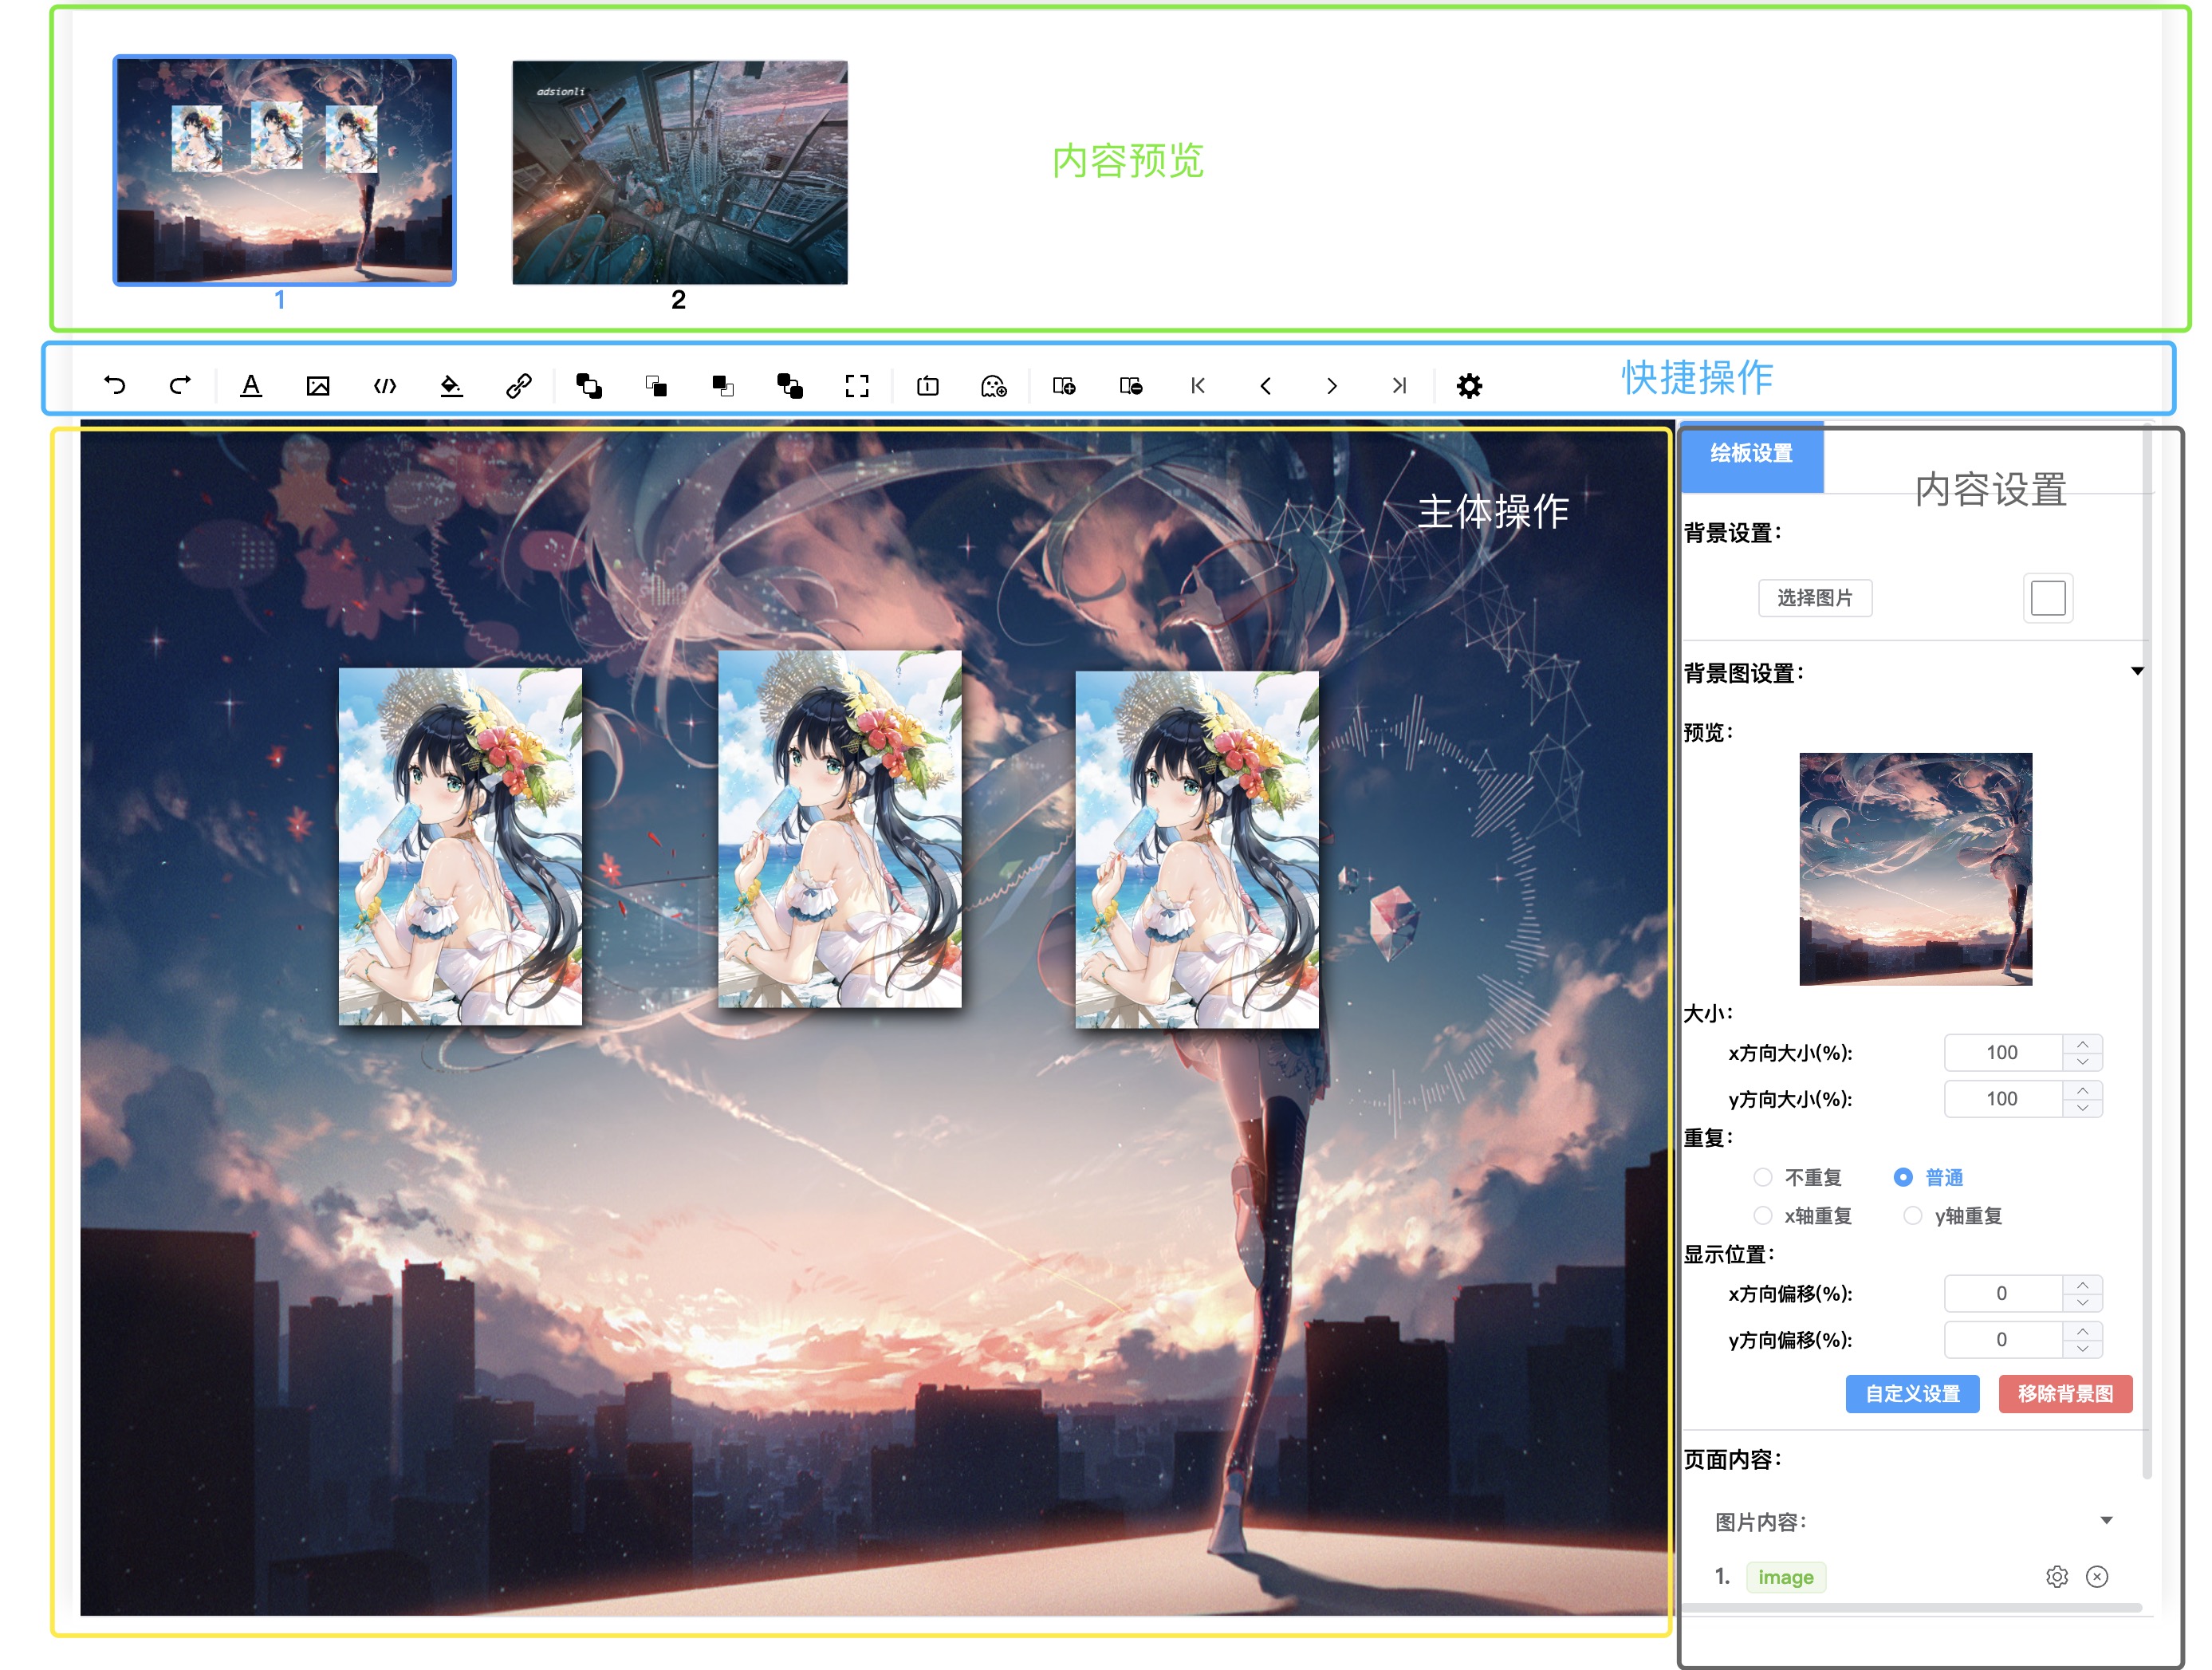 adsionli
内容预览
1
2
快捷操作
主体操作
绘板设置
内容设置
背景设置：
选择图片
背景图设置：
预览：
大小：
x方向大小(%):
100
y方向大小(%):
100
重复：
不重复
普通
x轴重复
y轴重复
显示位置：
x方向偏移(%):
0
y方向偏移(%):
0
自定义设置
移除背景图
页面内容：
图片内容：
1. image